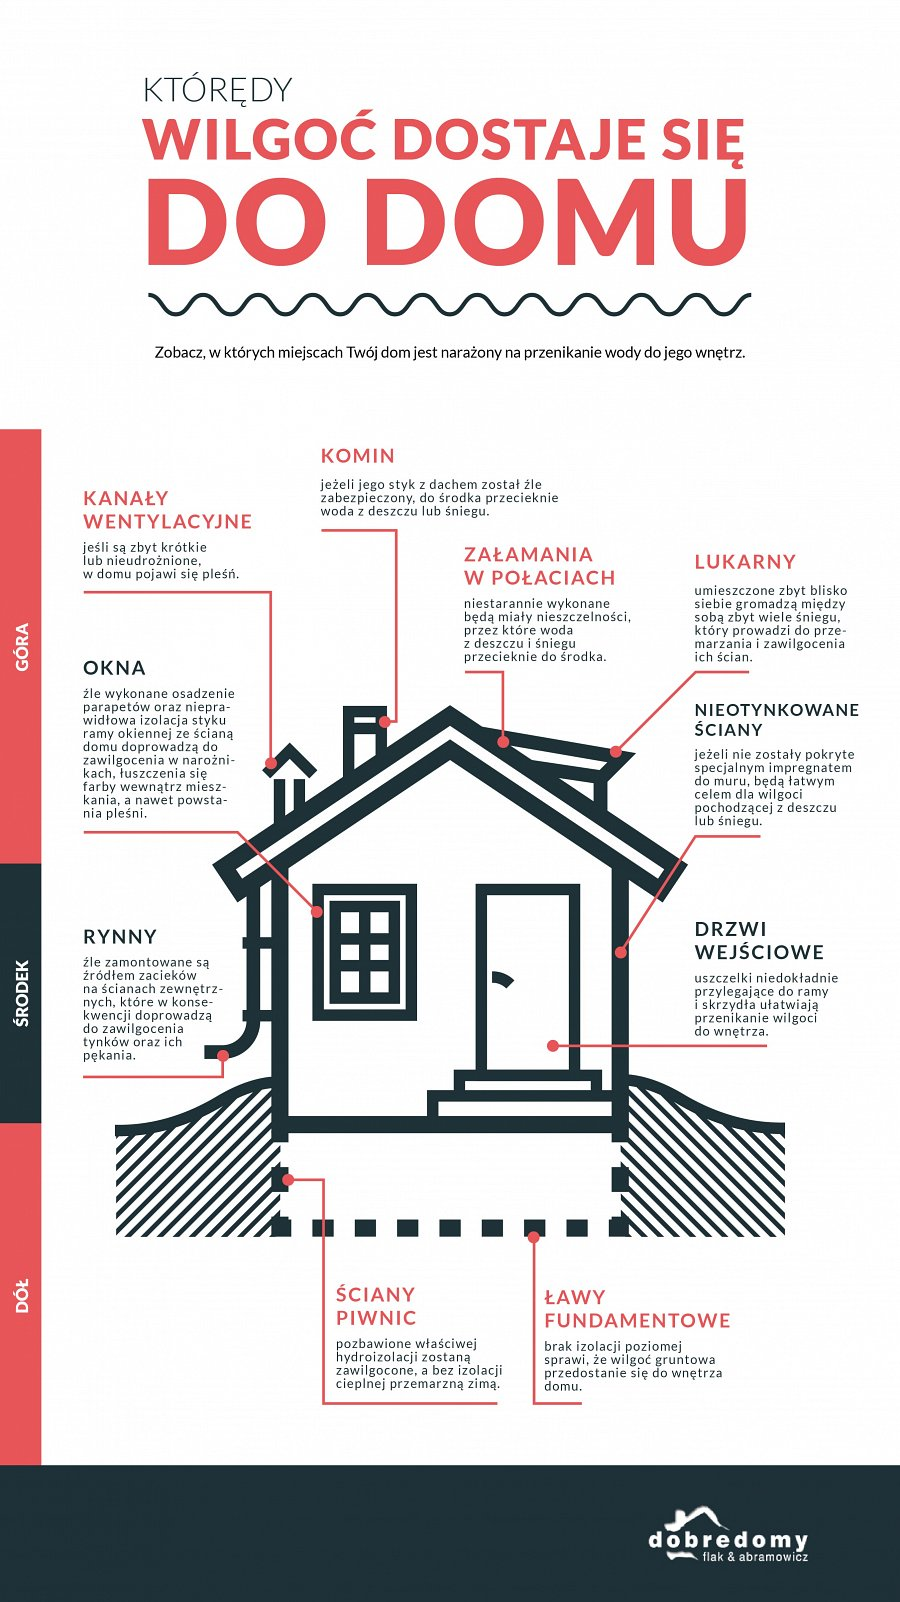 KTÓRĘDY
WILGOĆ DOSTAJE SIĘ
DO DOMU
Zobacz, w których miejscach Twój dom jest narażony na przenikanie wody do jego wnętrz.
GÓRA
KOMIN
jeżeli jego styk z dachem został źle
zabezpieczony, do środka przecieknie
woda z deszczu lub śniegu.
KANAŁY
WENTYLACYJNE
jeśli są zbyt krótkie
lub nieudrożnione,
w domu pojawi się pleśń.
ZAŁAMANIA
W POŁACIACH
niestarannie wykonane
będą miały nieszczelności,
przez które woda
z deszczu i śniegu
przecieknie do środka.
LUKARNY
umieszczone zbyt blisko
siebie gromadzą między
sobą zbyt wiele śniegu,
który prowadzi do prze-
marzania i zawilgocenia
ich ścian.
OKNA
źle wykonane osadzenie
parapetów oraz niepra-
widłowa izolacja styku
ramy okiennej ze ścianą
domu doprowadzą do
zawilgocenia w narożni-
kach, łuszczenia się
farby wewnątrz miesz-
kania, a nawet powsta-
nia pleśni.
NIEOTYNKOWANE
ŚCIANY
jeżeli nie zostały pokryte
specjalnym impregnatem
do muru, będą łatwym
celem dla wilgoci
pochodzącej z deszczu
lub śniegu.
ŚRODEK
RYNNY
źle zamontowane są
źródłem zacieków
na ścianach zewnętrz-
nych, które w konse-
kwencji doprowadzą
do zawilgocenia
tynków oraz ich
pękania.
DRZWI
WEJŚCIOWE
uszczelki niedokładnie
przylegające do ramy
i skrzydła ułatwiają
przenikanie wilgoci
do wnętrza.
DÓŁ
ŚCIANY
PIWNIC
pozbawione właściwej
hydroizolacji zostaną
zawilgocone, a bez izolacji
cieplnej przemarzną zimą.
ŁAWY
FUNDAMENTOWE
brak izolacji poziomej
sprawi, że wilgoć gruntowa
przedostanie się do wnętrza
domu.
dobredomy
flak & abramowicz